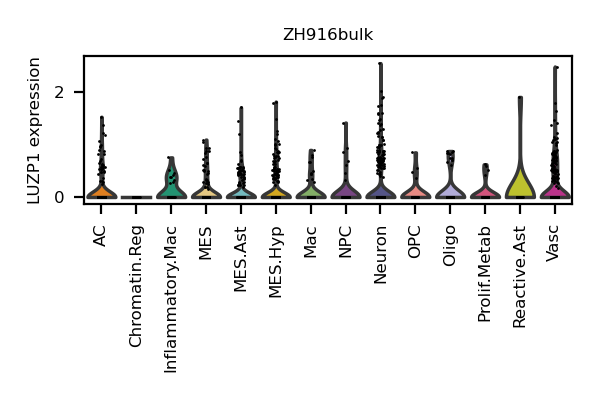 ZH916bulk
LUZP1 expression
2
0
AC
Chromatin.Reg
Inflammatory.Mac
MES
MES.Ast
MES.Hyp
Mac
NPC
Neuron
OPC
Oligo
Prolif.Metab
Reactive.Ast
Vasc